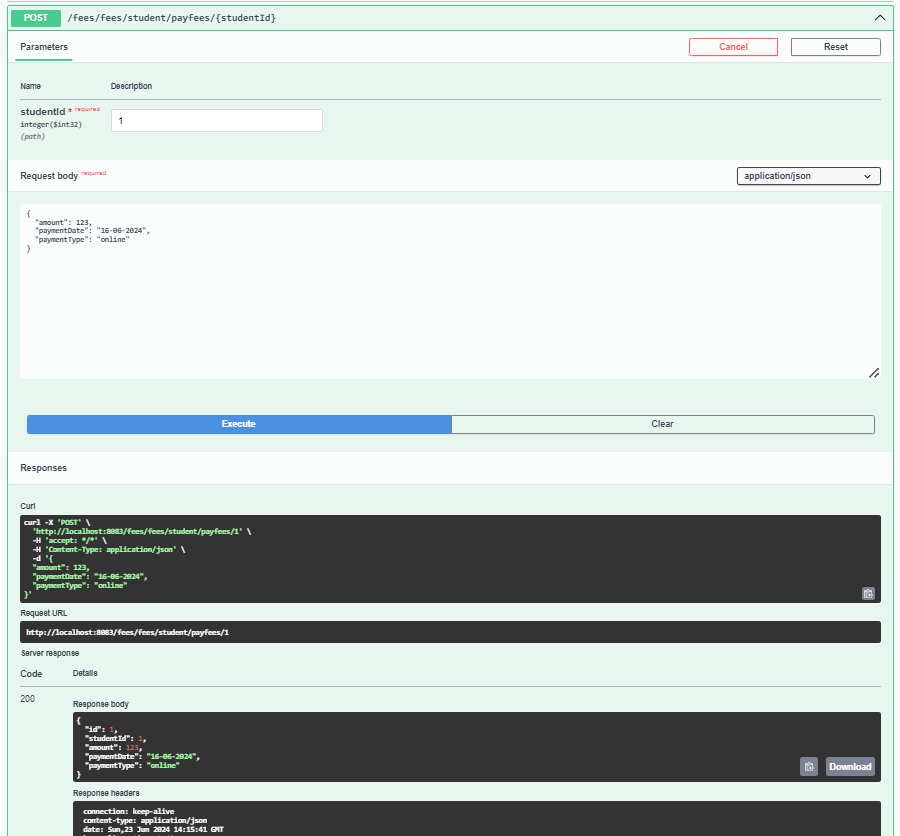 POST /fees/fees/student/payfees/{studentId}
Parameters
Cancel
Reset
Name Description
studentId * required
integer($int32)
(path)
1
Request body required
application/json
{
"amount": 123,
"paymentDate": "16-06-2024",
"paymentType": "online"
}
Execute
Clear
Responses
Curl
curl -X 'POST' \
'http://localhost:8083/fees/fees/student/payfees/1' \
-H 'accept: */*' \
-H 'Content-Type: application/json' \
-d '{
"amount": 123,
"paymentDate": "16-06-2024",
"paymentType": "online"
}'
Request URL
http://localhost:8083/fees/fees/student/payfees/1
Server response
Code Details
200
Response body
{
"id": 1,
"studentId": 1,
"amount": 123,
"paymentDate": "16-06-2024",
"paymentType": "online"
}
Download
Response headers
connection: keep-alive
content-type: application/json
date: Sun,23 Jun 2024 14:15:41 GMT